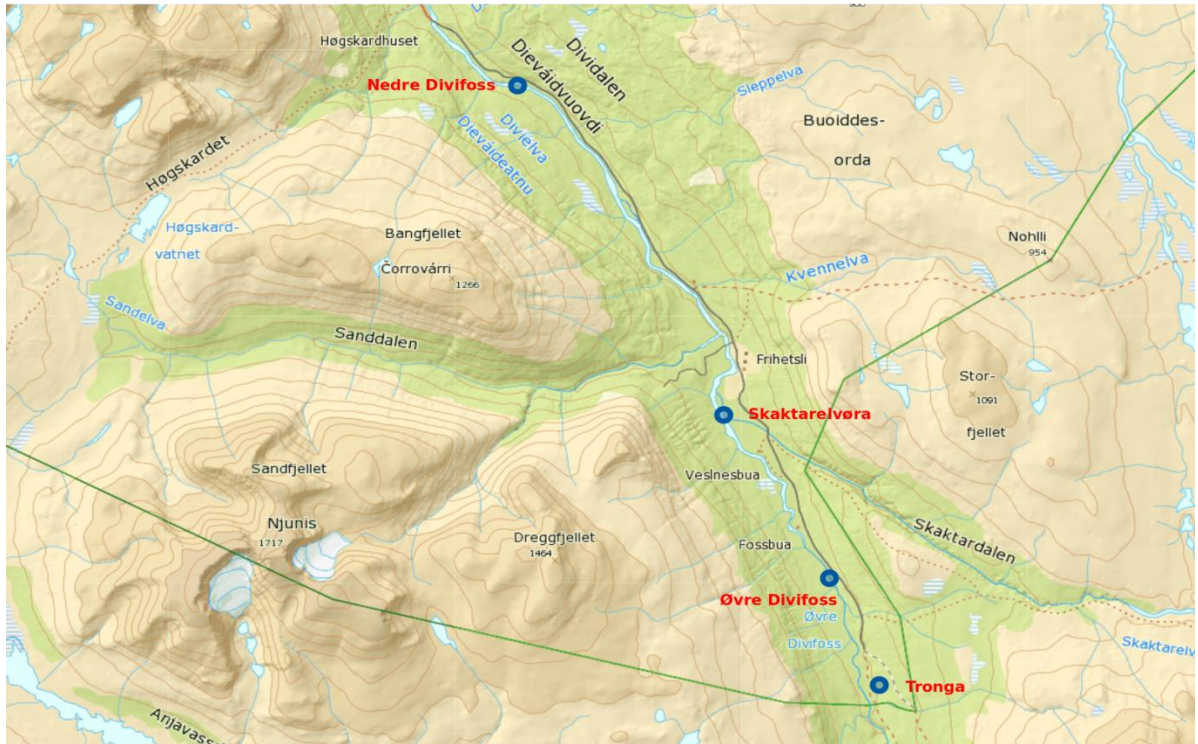 Høgskardhuset
Nedre Divifoss
Dieváidvuovdi
Dividalen
Sleppelva
Buoiddes-
orda
Divielva
Dieváideatnu
Høgskardet
Høgskard-
vatnet
Bangfjellet
Čorrovárri
1266
Nohlli
954
Kvennelva
Sandelva
Sanddalen
Frihetsli
Stor-
1091
fjellet
Skaktarelvøra
Sandfjellet
Veslnesbua
Njunis
1717
Dreggfjellet
1464
Fossbua
Skaktardalen
Øvre Divifoss
Øvre
Divifoss
Skaktarelv
Tronga